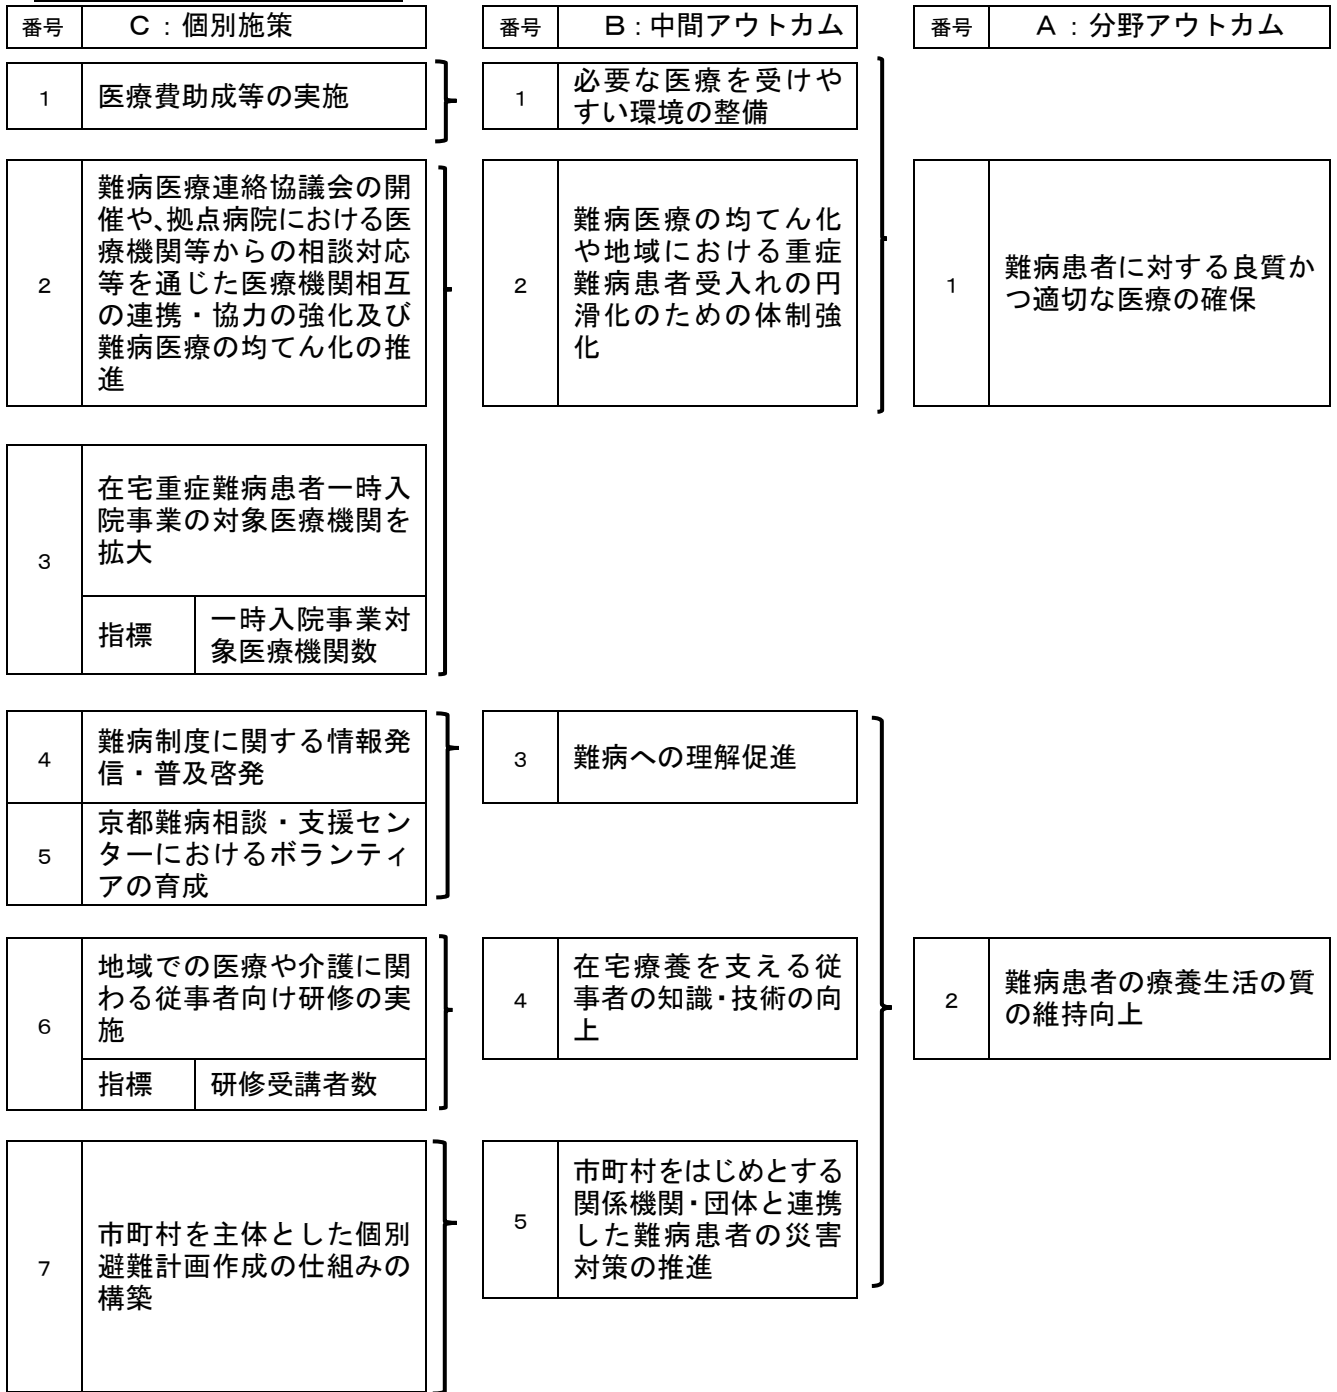 番号 C：個別施策
番号 B：中間アウトカム
番号 A：分野アウトカム
1 医療費助成等の実施
1 必要な医療を受けや
すい環境の整備
2 難病医療連絡協議会の開
催や、拠点病院における医
療機関等からの相談対応
等を通じた医療機関相互
の連携・協力の強化及び
難病医療の均てん化の推
進
2 難病医療の均てん化
や地域における重症
難病患者受入れの円
滑化のための体制強
化
1 難病患者に対する良質か
つ適切な医療の確保
3 在宅重症難病患者一時入
院事業の対象医療機関を
拡大
指標 一時入院事業対
象医療機関数
4 難病制度に関する情報発
信・普及啓発
3 難病への理解促進
5 京都難病相談・支援セン
ターにおけるボランティ
アの育成
6 地域での医療や介護に関
わる従事者向け研修の実
施
指標 研修受講者数
4 在宅療養を支える従
事者の知識・技術の向
上
2 難病患者の療養生活の質
の維持向上
7 市町村を主体とした個別
避難計画作成の仕組みの
構築
5 市町村をはじめとする
関係機関・団体と連携
した難病患者の災害
対策の推進